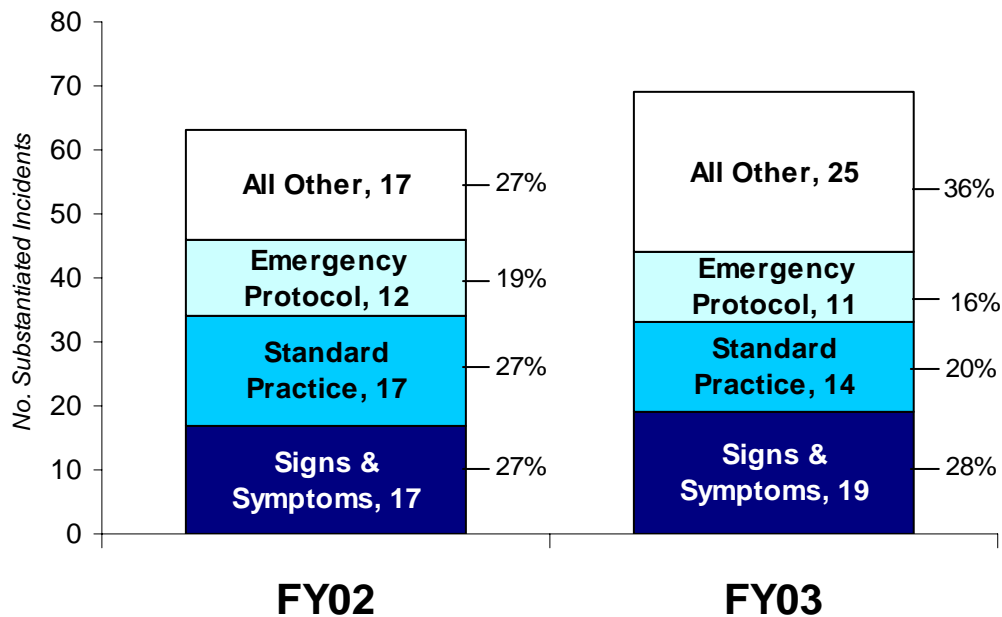 No. Substantiated Incidents
80
70
60
50
40
30
20
10
0
All Other, 17
27%
Emergency
Protocol, 12
19%
Standard
Practice, 17
27%
Signs &
Symptoms, 17
27%
All Other, 25
36%
Emergency
Protocol, 11
16%
Standard
Practice, 14
20%
Signs &
Symptoms, 19
28%
FY02
FY03